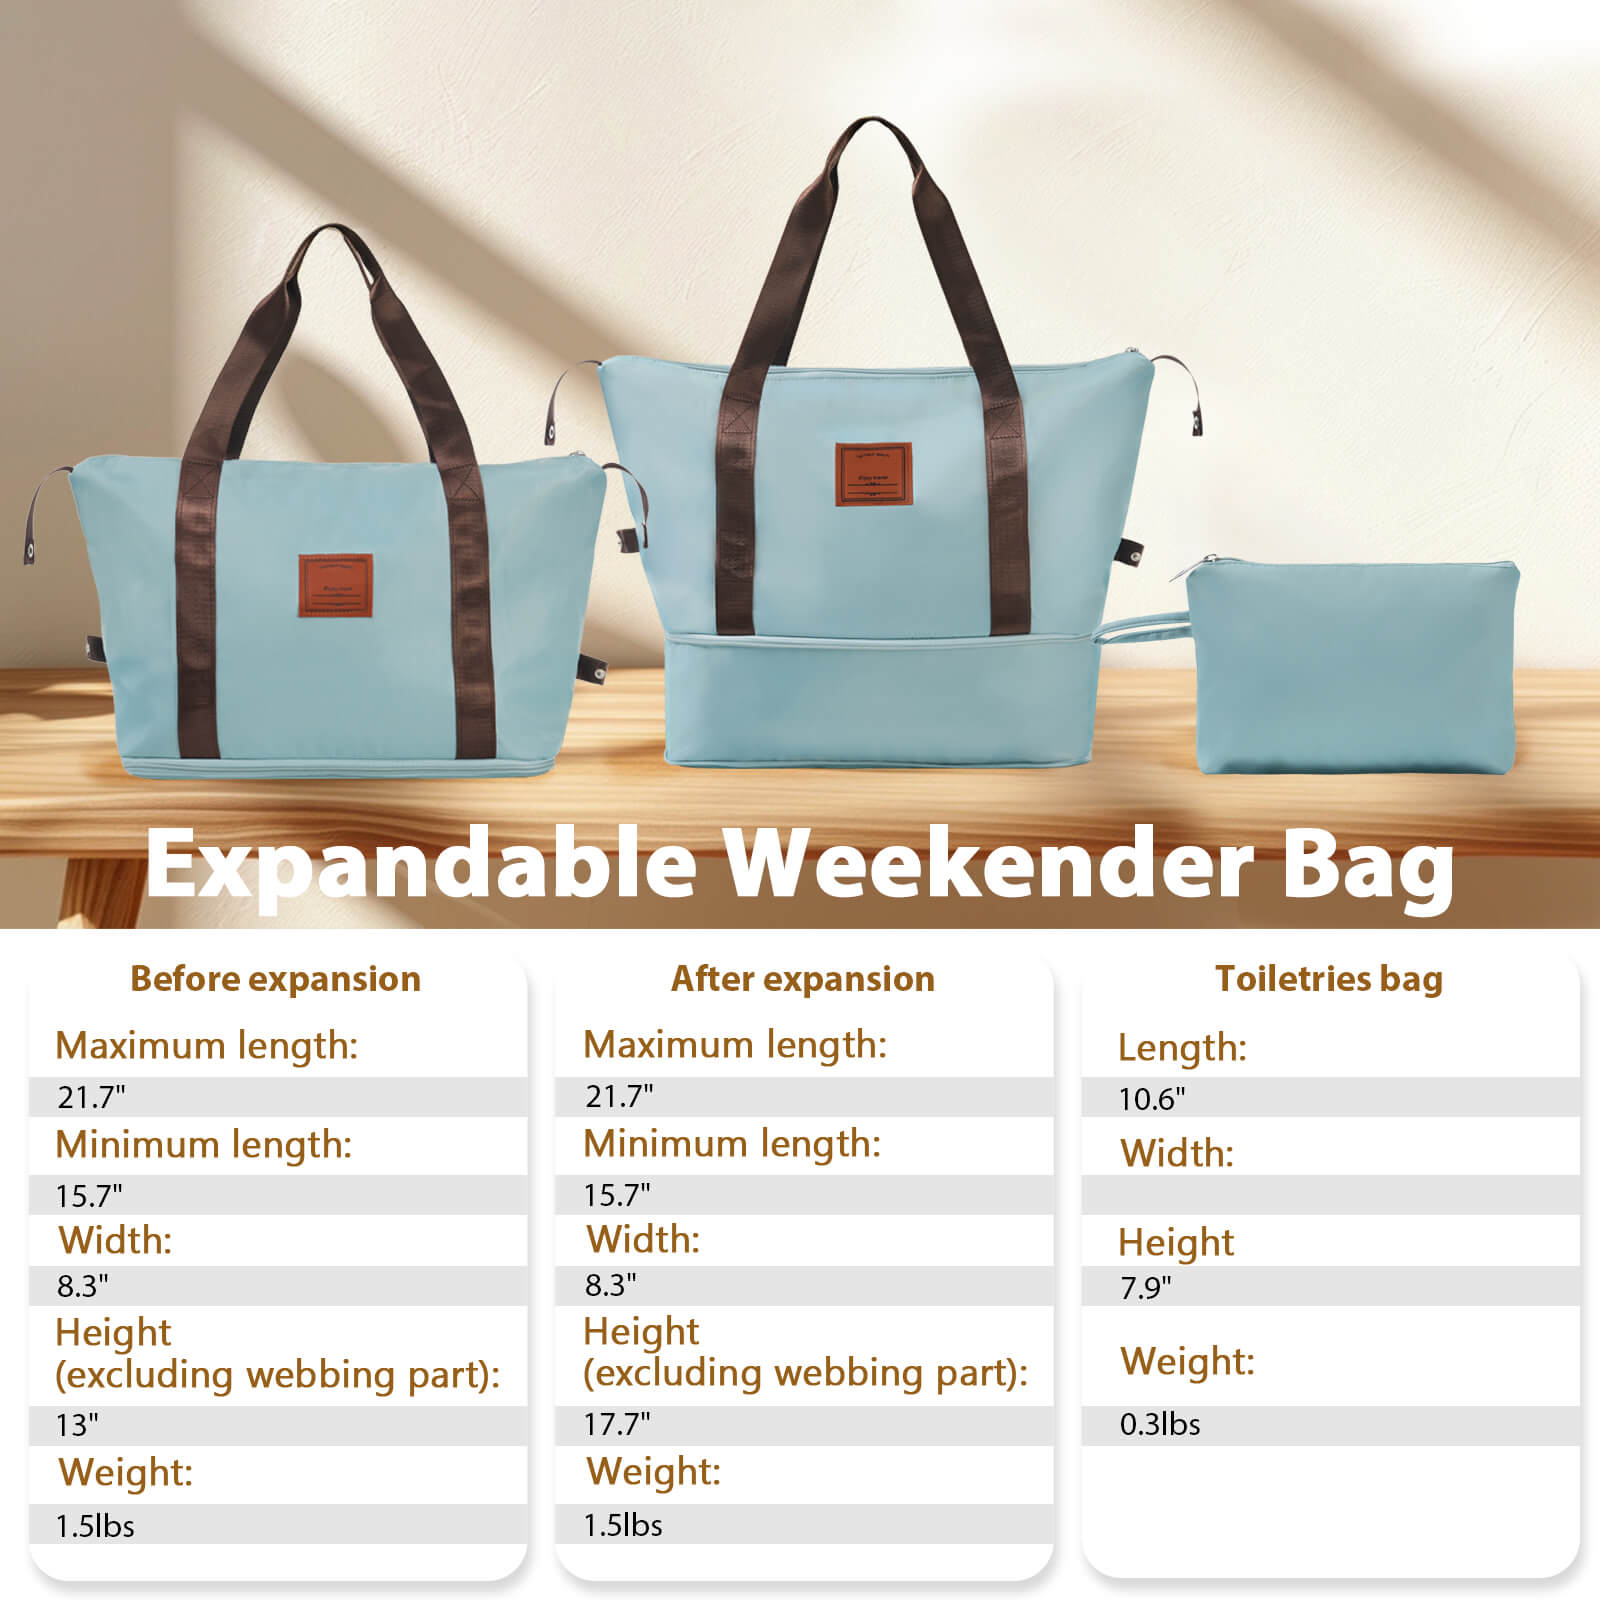 Expandable Weekender Bag
Before expansion
Maximum length:
21.7"
Minimum length:
15.7"
Width:
8.3"
Height
(excluding webbing part):
13"
Weight:
1.5lbs
After expansion
Maximum length:
21.7"
Minimum length:
15.7"
Width:
8.3"
Height
(excluding webbing part):
17.7"
Weight:
1.5lbs
Toiletries bag
Length:
10.6"
Width:
Height
7.9"
Weight:
0.3lbs